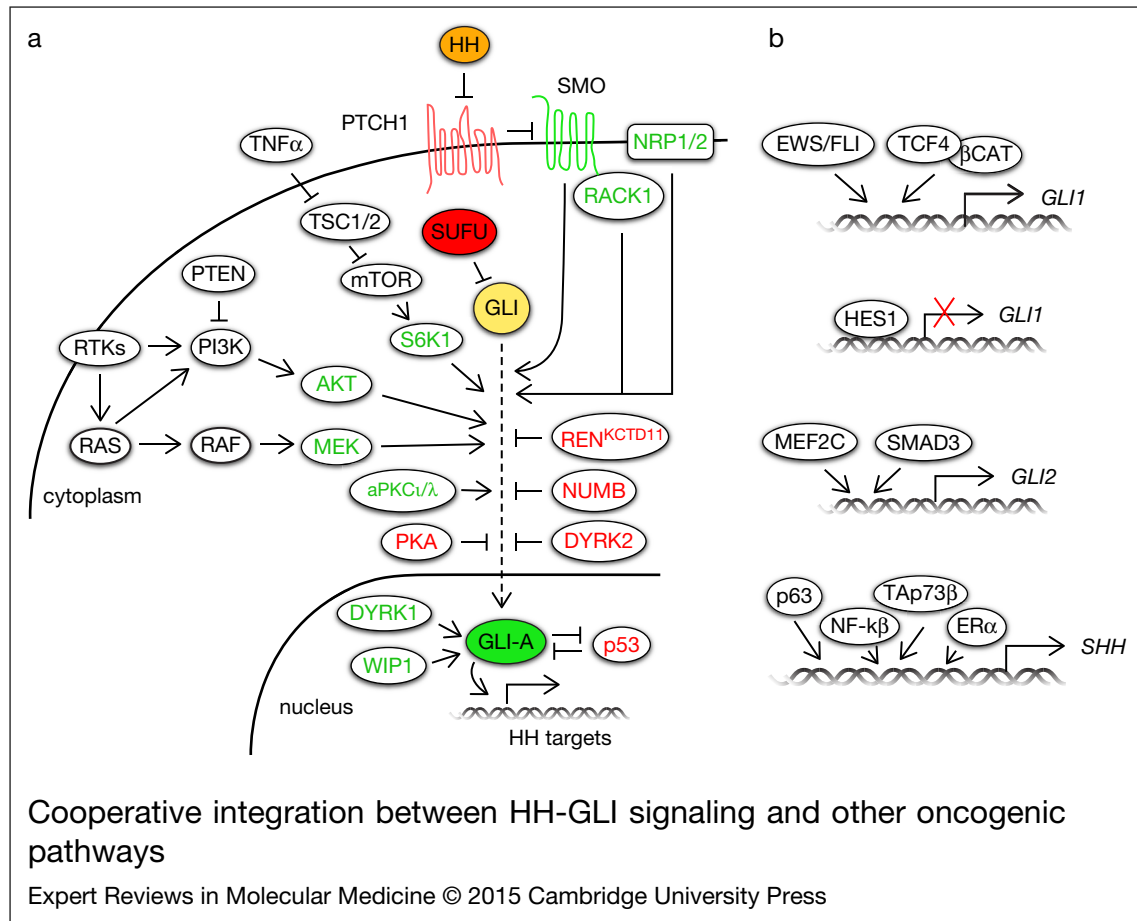 a
HH
SMO
PTCH1
TNFα
NRP1/2
RACK1
TSC1/2
SUFU
mTOR
PTEN
GLI
S6K1
RTKs
PI3K
AKT
RAS
RAF
MEK
REN^KCTD11
cytoplasm
aPKCι/λ
NUMB
PKA
DYRK2
DYRK1
GLI-A
p53
WIP1
nucleus
HH targets
b
EWS/FLI
TCF4
βCAT
GLI1
HES1
GLI1
MEF2C
SMAD3
GLI2
p63
TAp73β
NF-kβ
ERα
SHH
Cooperative integration between HH-GLI signaling and other oncogenic
pathways
Expert Reviews in Molecular Medicine © 2015 Cambridge University Press